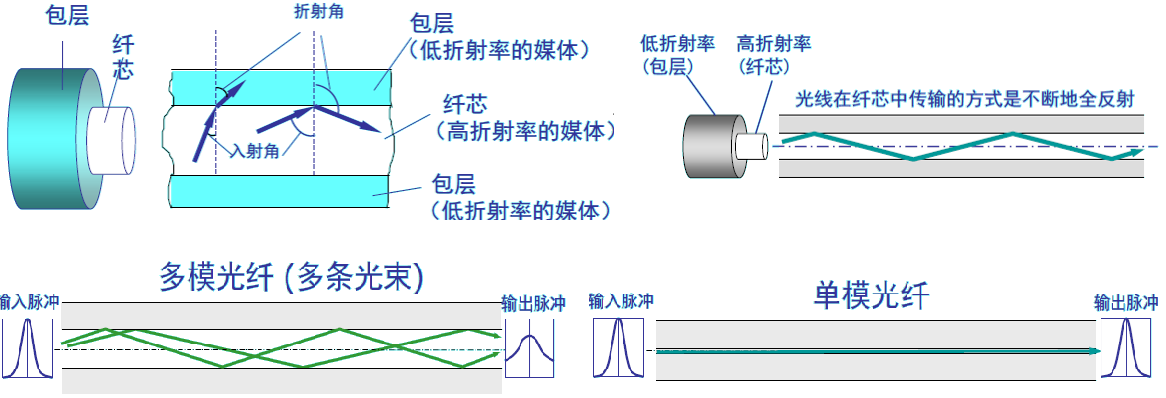 包层
纤
芯
折射角
包层
（低折射率的媒体）
纤芯
（高折射率的媒体）
入射角
包层
（低折射率的媒体）
低折射率
（包层）
高折射率
（纤芯）
光线在纤芯中传输的方式是不断地全反射
多模光纤 (多条光束)
输入脉冲
输出脉冲
单模光纤
输入脉冲
输出脉冲